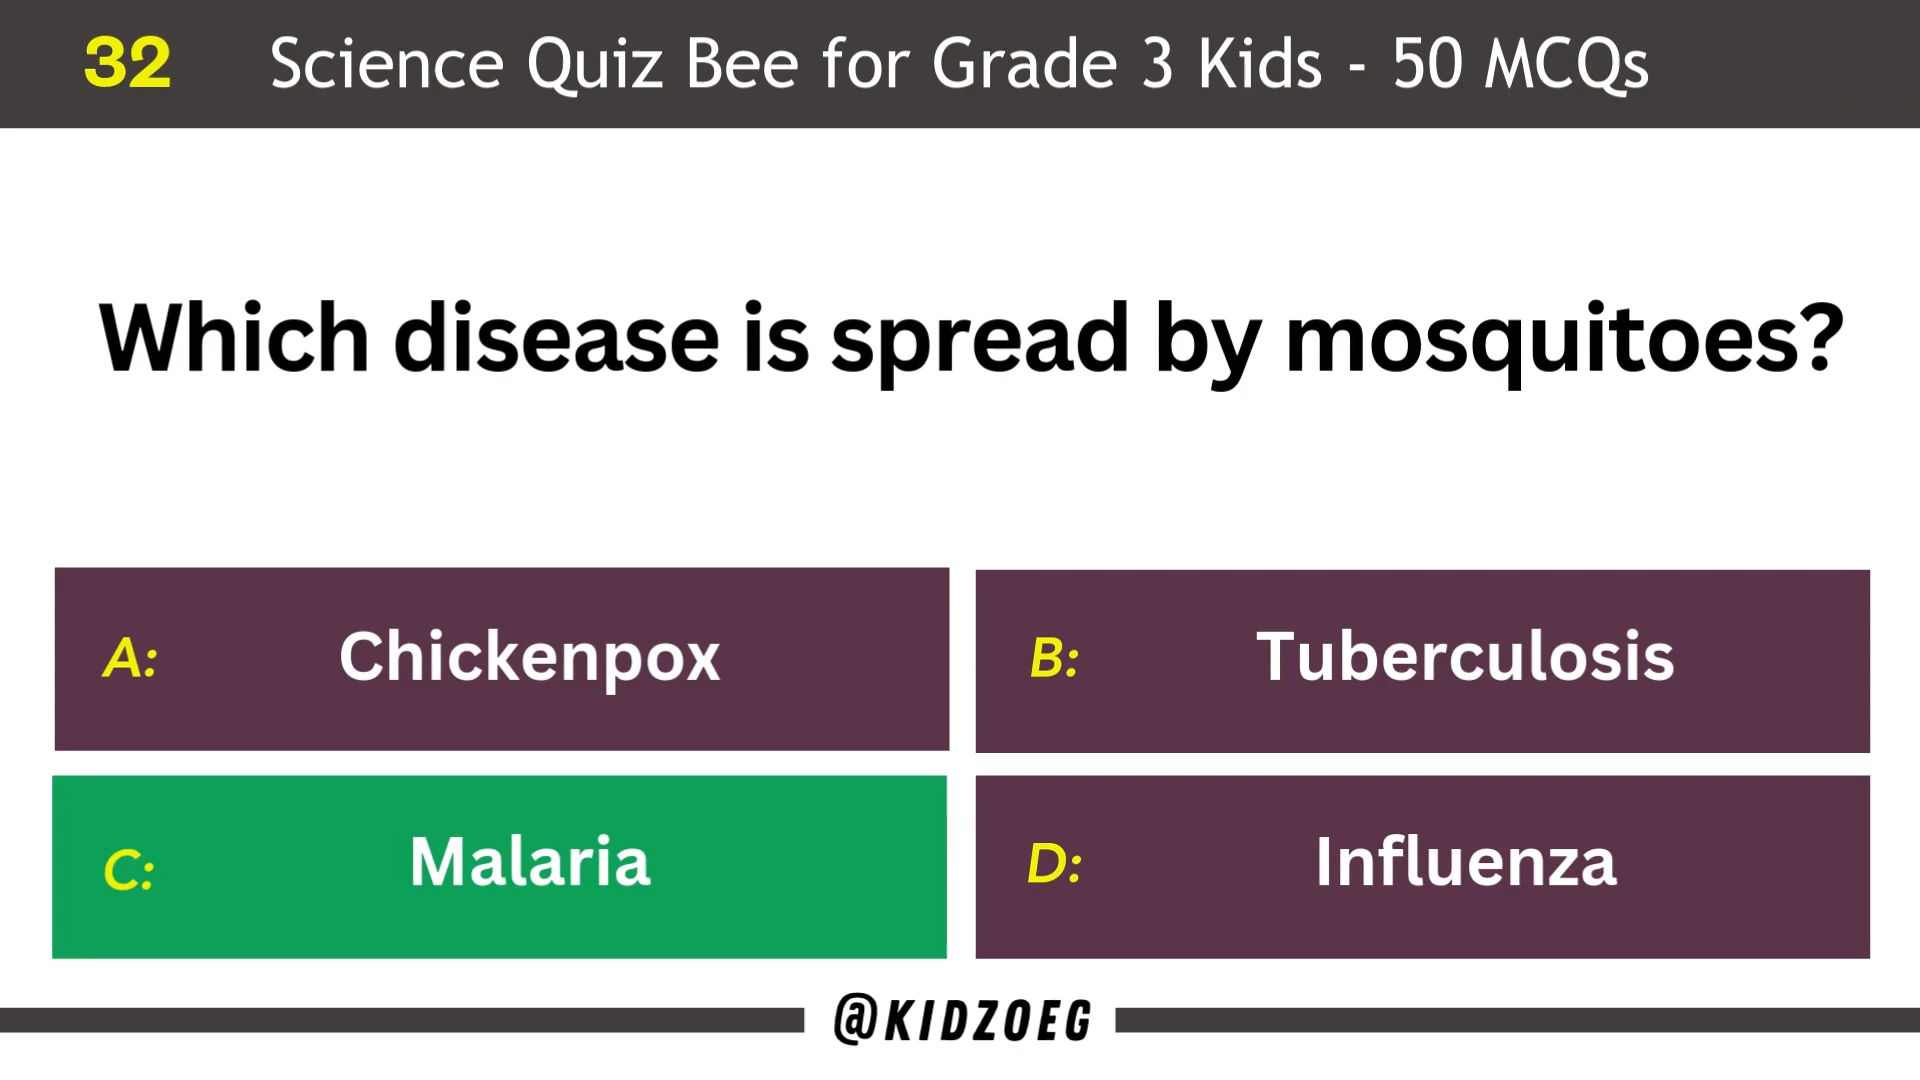 32 Science Quiz Bee for Grade 3 Kids - 50 MCQs
Which disease is spread by mosquitoes?
A: Chickenpox
B: Tuberculosis
C: Malaria
D: Influenza
@KIDZOEG